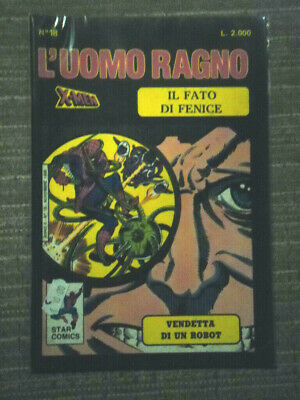 N° 18
L. 2.000
L'UOMO RAGNO
X-MEN
IL FATO
DI FENICE
STAR
COMICS
VENDETTA
DI UN ROBOT